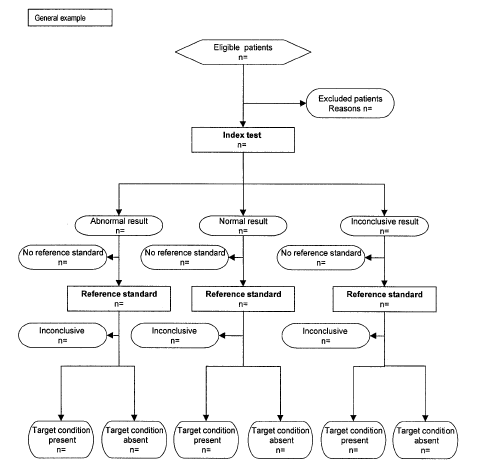 General example
Eligible patients
n=
Excluded patients
Reasons n=
Index test
n=
Abnormal result
n=
Normal result
n=
Inconclusive result
n=
No reference standard
n=
No reference standard
n=
No reference standard
n=
Reference standard
n=
Reference standard
n=
Reference standard
n=
Inconclusive
n=
Inconclusive
n=
Inconclusive
n=
Target condition
present
n=
Target condition
absent
n=
Target condition
present
n=
Target condition
absent
n=
Target condition
present
n=
Target condition
absent
n=